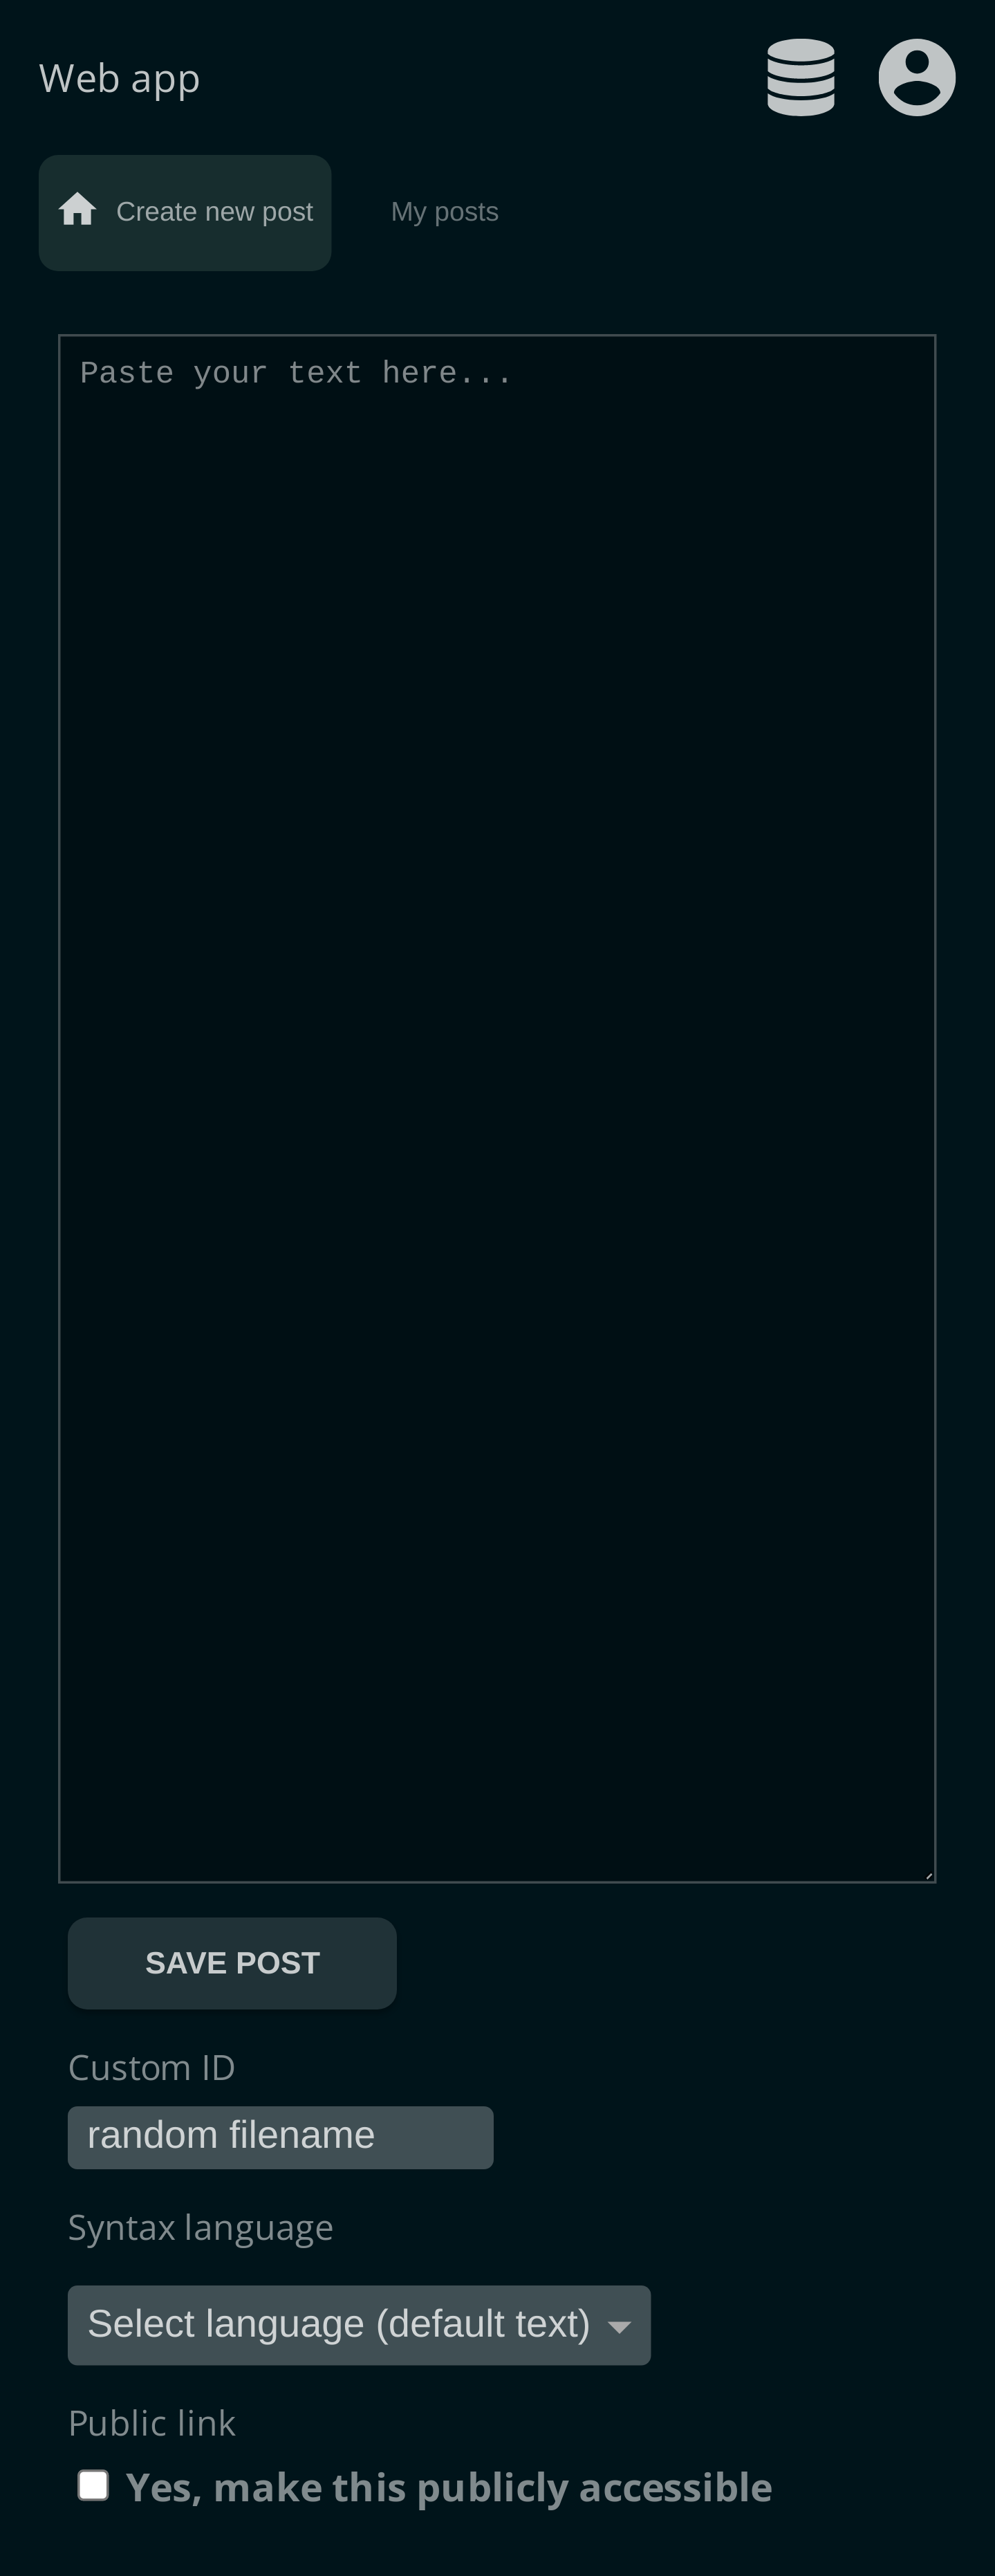 Web app
Create new post
My posts
Paste your text here...
SAVE POST
Custom ID
random filename
Syntax language
Select language (default text)
Public link
Yes, make this publicly accessible